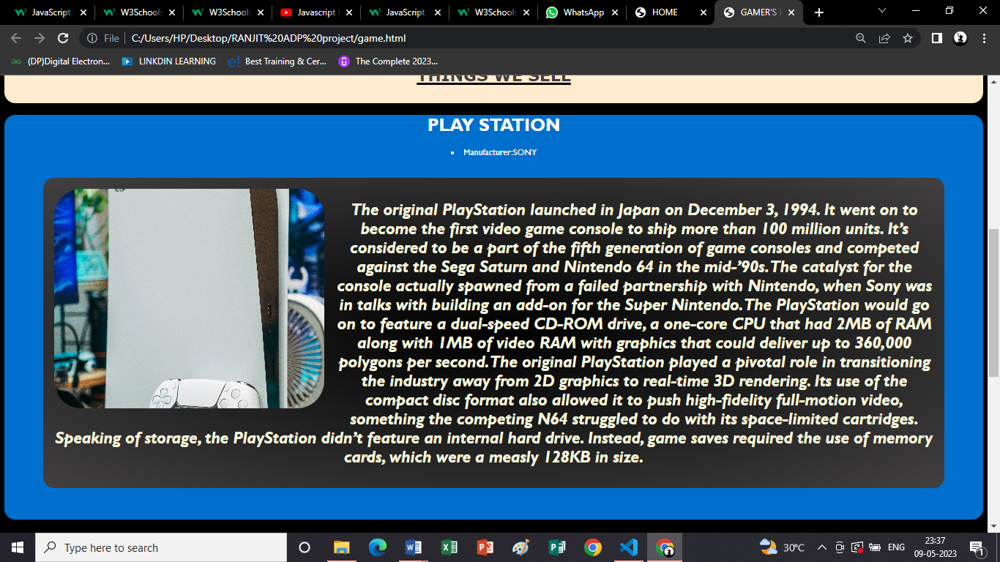 JavaScript W3Schools W3Schools Javascript JavaScript W3Schools WhatsApp HOME GAMER'S
File C:/Users/HP/Desktop/RANJIT%20ADP%20project/game.html
(DP)Digital Electron... LINKDIN LEARNING Best Training & Cer... The Complete 2023...
THINGS WE SELL
PLAY STATION
• Manufacturer:SONY
The original PlayStation launched in Japan on December 3, 1994. It went on to
become the first video game console to ship more than 100 million units. It’s
considered to be a part of the fifth generation of game consoles and competed
against the Sega Saturn and Nintendo 64 in the mid-’90s.The catalyst for the
console actually spawned from a failed partnership with Nintendo, when Sony was
in talks with building an add-on for the Super Nintendo.The PlayStation would go
on to feature a dual-speed CD-ROM drive, a one-core CPU that had 2MB of RAM
along with 1MB of video RAM with graphics that could deliver up to 360,000
polygons per second.The original PlayStation played a pivotal role in transitioning
the industry away from 2D graphics to real-time 3D rendering. Its use of the
compact disc format also allowed it to push high-fidelity full-motion video,
something the competing N64 struggled to do with its space-limited cartridges.
Speaking of storage, the PlayStation didn’t feature an internal hard drive. Instead, game saves required the use of memory
cards, which were a measly 128KB in size.
Type here to search
30°C ENG
23:37
09-05-2023
1